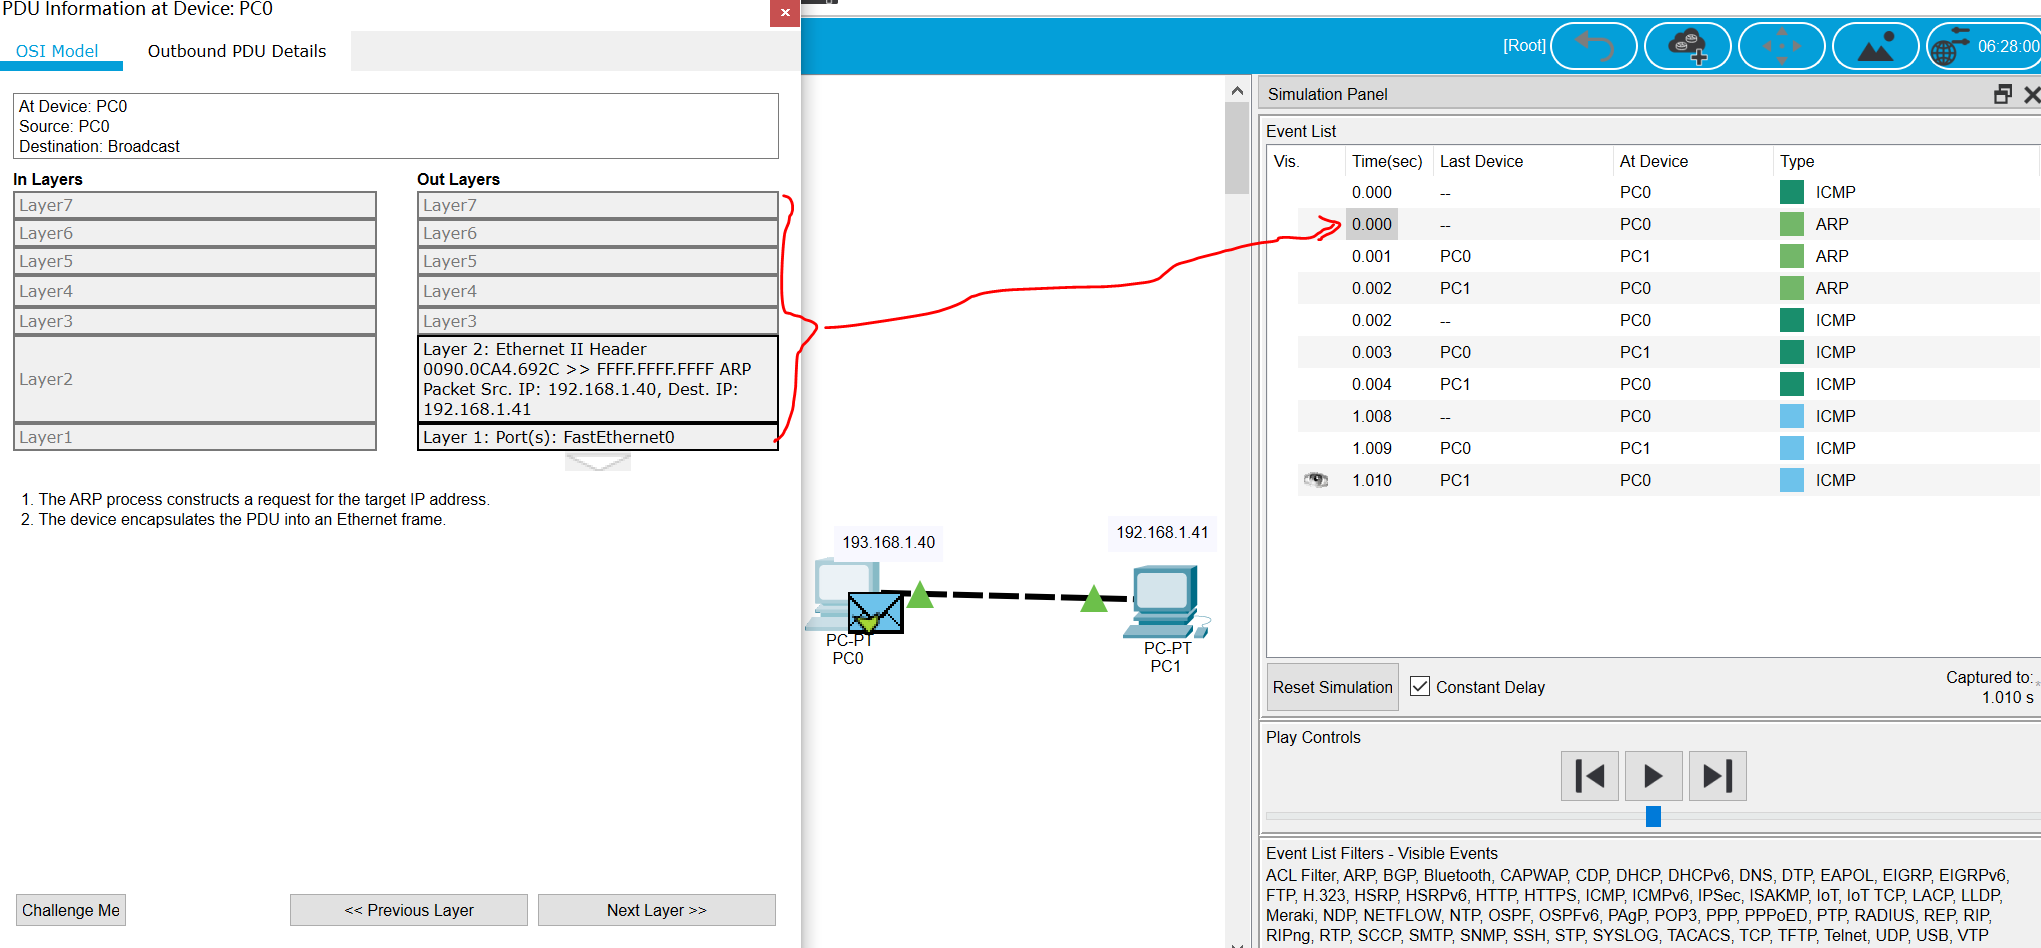 PDU Information at Device: PC0
x
OSI Model
Outbound PDU Details
At Device: PC0
Source: PC0
Destination: Broadcast
In Layers
Layer7
Layer6
Layer5
Layer4
Layer3
Layer2
Layer1
Out Layers
Layer7
Layer6
Layer5
Layer4
Layer3
Layer 2: Ethernet II Header
0090.0CA4.692C >> FFFF.FFFF.FFFF ARP
Packet Src. IP: 192.168.1.40, Dest. IP:
192.168.1.41
Layer 1: Port(s): FastEthernet0
1. The ARP process constructs a request for the target IP address.
2. The device encapsulates the PDU into an Ethernet frame.
Challenge Me
<< Previous Layer
Next Layer >>
193.168.1.40
PC-PT
PC0
192.168.1.41
PC-PT
PC1
[Root]
06:28:00
Simulation Panel
Event List
Vis. Time(sec) Last Device At Device Type
0.000 -- PC0 ICMP
0.000 -- PC0 ARP
0.001 PC0 PC1 ARP
0.002 PC1 PC0 ARP
0.002 -- PC0 ICMP
0.003 PC0 PC1 ICMP
0.004 PC1 PC0 ICMP
1.008 -- PC0 ICMP
1.009 PC0 PC1 ICMP
1.010 PC1 PC0 ICMP
Reset Simulation
Constant Delay
Captured to:
1.010 s
Play Controls
Event List Filters - Visible Events
ACL Filter, ARP, BGP, Bluetooth, CAPWAP, CDP, DHCP, DHCPv6, DNS, DTP, EAPOL, EIGRP, EIGRPv6,
FTP, H.323, HSRP, HSRPv6, HTTP, HTTPS, ICMP, ICMPv6, IPSec, ISAKMP, IoT, IoT TCP, LACP, LLDP,
Meraki, NDP, NETFLOW, NTP, OSPF, OSPFv6, PAgP, POP3, PPP, PPPoED, PTP, RADIUS, REP, RIP,
RIPng, RTP, SCCP, SMTP, SNMP, SSH, STP, SYSLOG, TACACS, TCP, TFTP, Telnet, UDP, USB, VTP